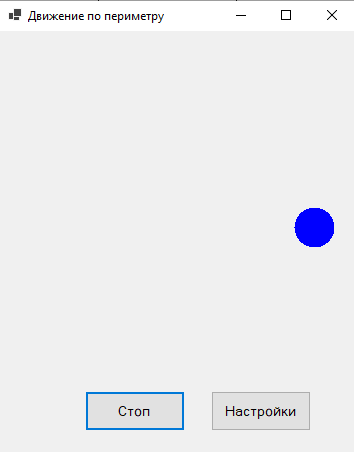 Движение по периметру
Стоп
Настройки